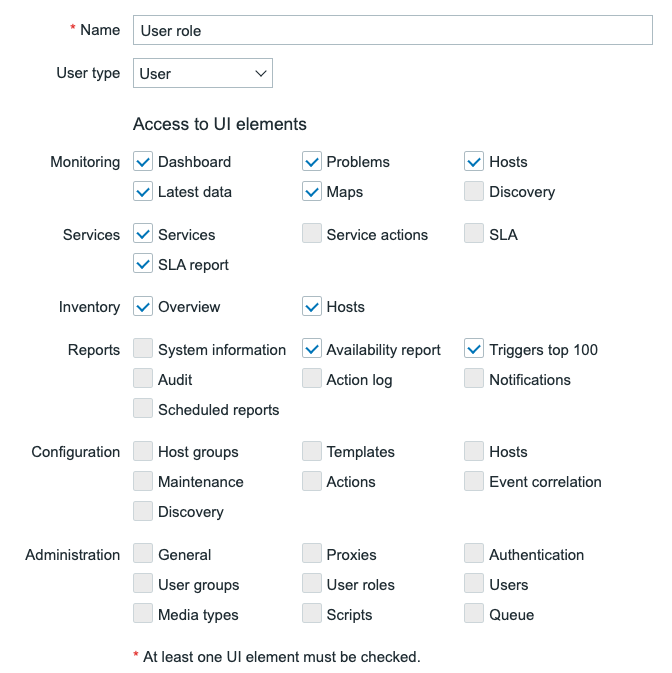 * Name User role
User type User
Access to UI elements
Monitoring Dashboard Problems Hosts
Latest data Maps Discovery
Services Services Service actions SLA
SLA report
Inventory Overview Hosts
Reports System information Availability report Triggers top 100
Audit Action log Notifications
Scheduled reports
Configuration Host groups Templates Hosts
Maintenance Actions Event correlation
Discovery
Administration General Proxies Authentication
User groups User roles Users
Media types Scripts Queue
* At least one UI element must be checked.